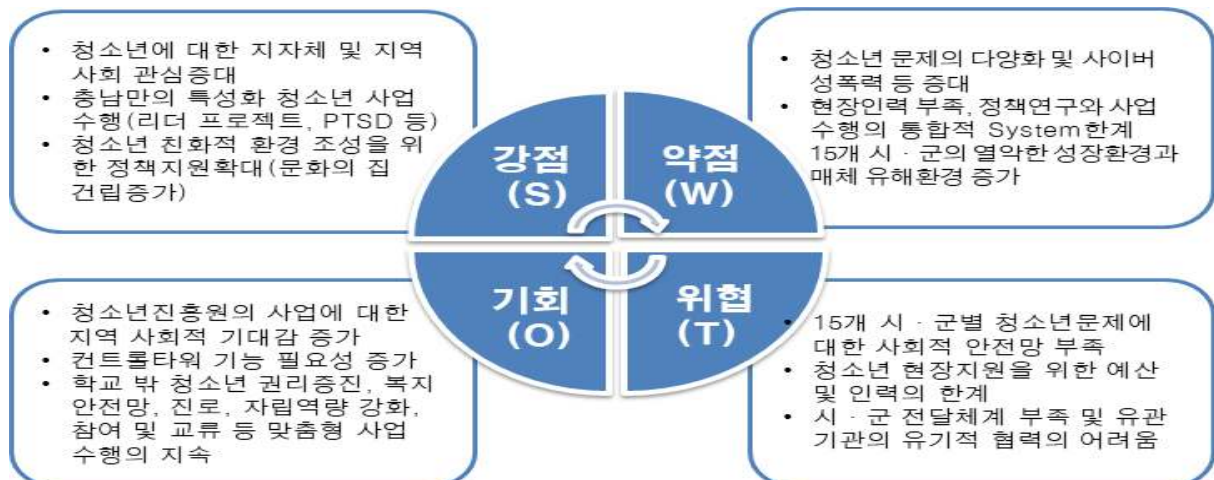 • 청소년에 대한 지자체 및 지역
사회 관심증대
• 충남만의 특성화 청소년 사업
수행(리더 프로젝트, PTSD 등)
• 청소년 친화적 환경 조성을 위
한 정책지원확대(문화의 집
건립증가)
강점
(S)
• 청소년 문제의 다양화 및 사이버
성폭력 등 증대
• 현장인력 부족, 정책연구와 사업
수행의 통합적 System한계
15개 시·군의 열악한 성장환경과
매체 유해환경 증가
약점
(W)
• 청소년진흥원의 사업에 대한
지역 사회적 기대감 증가
• 컨트롤타워 기능 필요성 증가
• 학교 밖 청소년 권리증진, 복지
안전망, 진로, 자립역량 강화,
참여 및 교류 등 맞춤형 사업
수행의 지속
기회
(O)
• 15개 시·군별 청소년문제에
대한 사회적 안전망 부족
• 청소년 현장지원을 위한 예산
및 인력의 한계
• 시·군 전달체계 부족 및 유관
기관의 유기적 협력의 어려움
위협
(T)